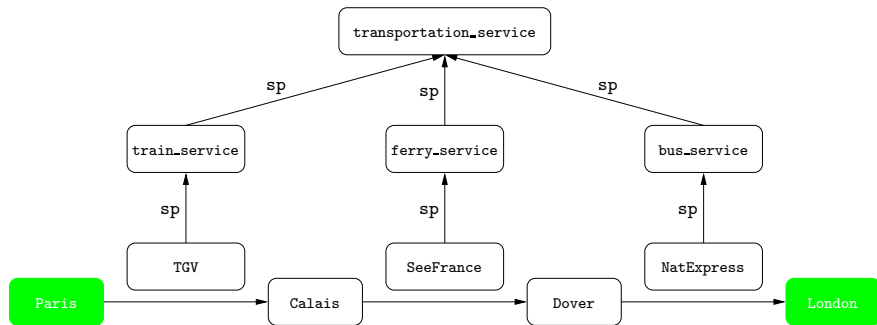 transportation_service
sp
sp
sp
train_service
ferry_service
bus_service
sp
sp
sp
TGV
SeeFrance
NatExpress
Paris
Calais
Dover
London